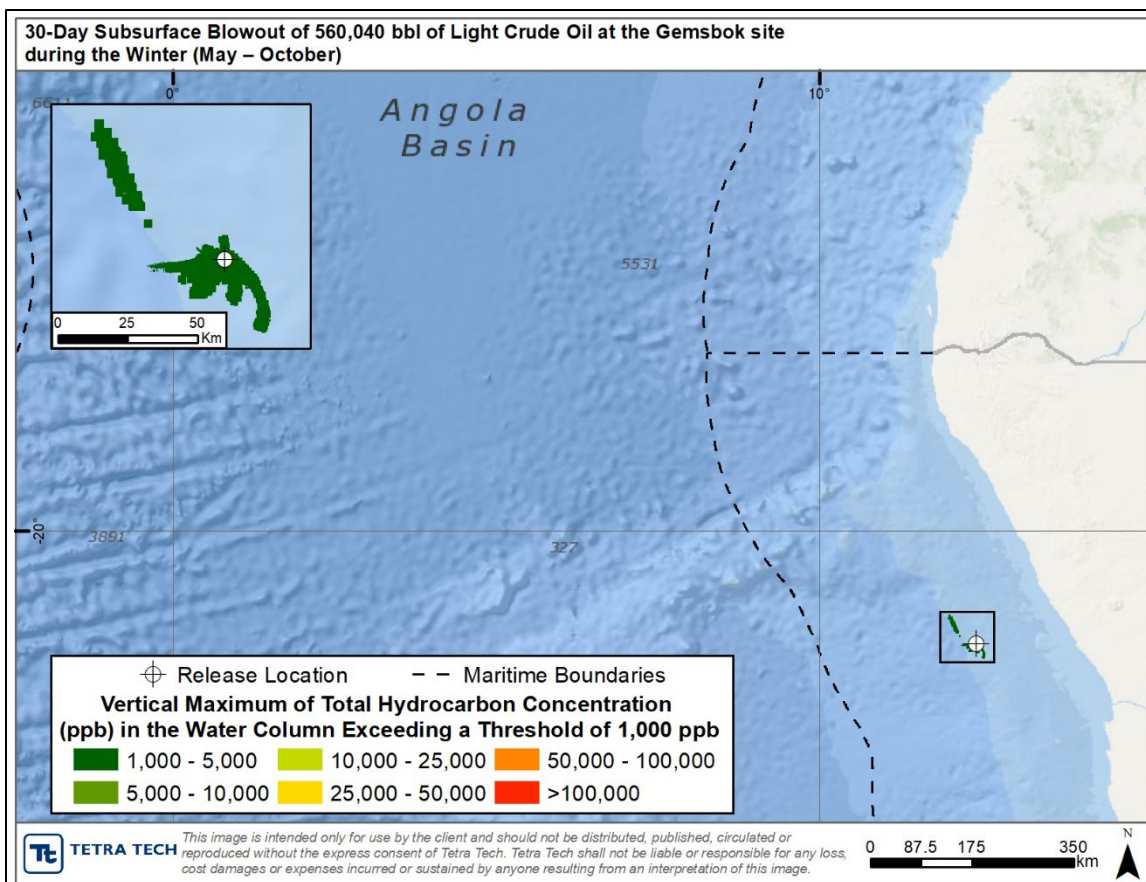 30-Day Subsurface Blowout of 560,040 bbl of Light Crude Oil at the Gemsbok site
during the Winter (May – October)
0°
10°
6611
Angola
Basin
5531
0 25 50
Km
-20°
3891
327
Release Location
Maritime Boundaries
Vertical Maximum of Total Hydrocarbon Concentration
(ppb) in the Water Column Exceeding a Threshold of 1,000 ppb
1,000 - 5,000
10,000 - 25,000
50,000 - 100,000
5,000 - 10,000
25,000 - 50,000
>100,000
Tt TETRA TECH
This image is intended only for use by the client and should not be distributed, published, circulated or
reproduced without the express consent of Tetra Tech. Tetra Tech shall not be liable or responsible for any loss,
cost damages or expenses incurred or sustained by anyone resulting from an interpretation of this image.
0 87.5 175 350
km
N